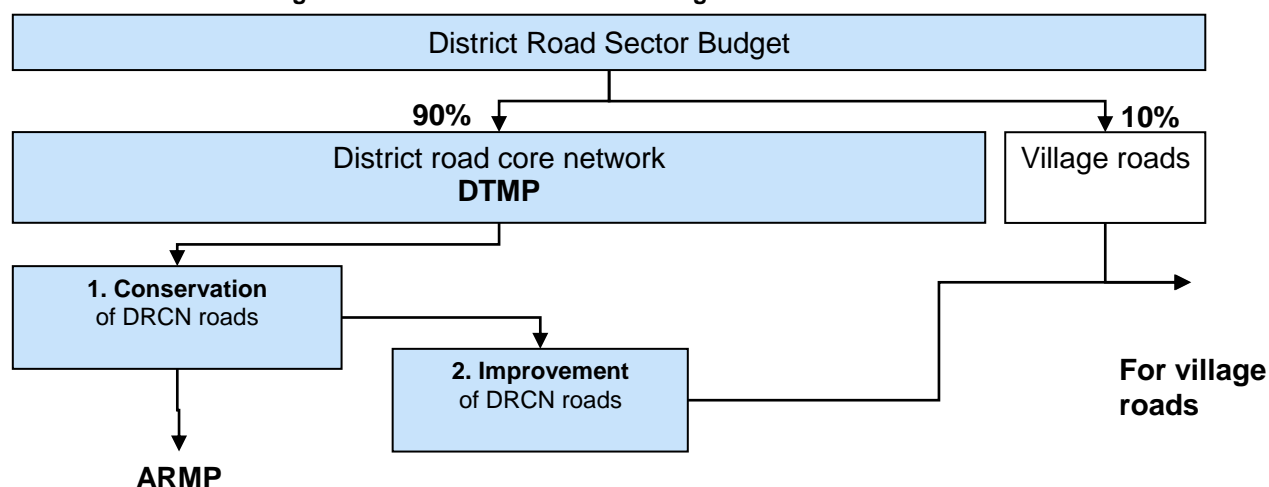 District Road Sector Budget
90%
10%
District road core network
DTMP
Village roads
1. Conservation
of DRCN roads
2. Improvement
of DRCN roads
For village
roads
ARMP